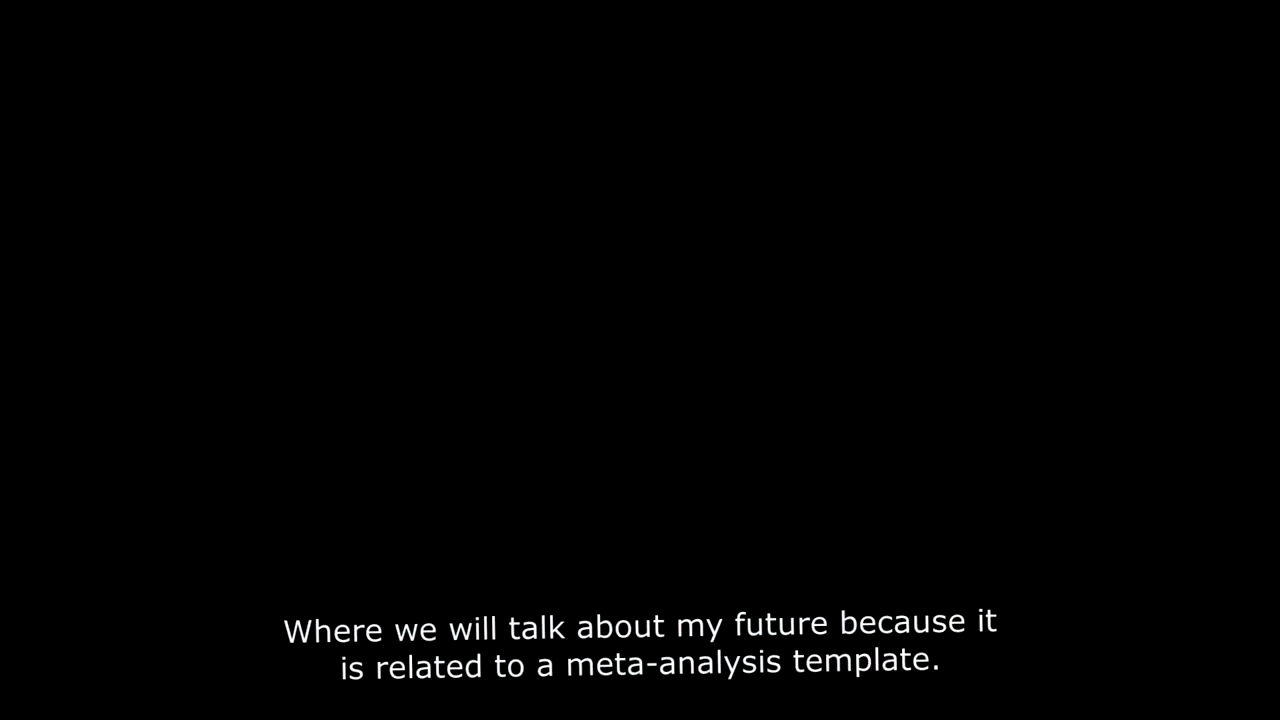 Where we will talk about my future because it
is related to a meta-analysis template.